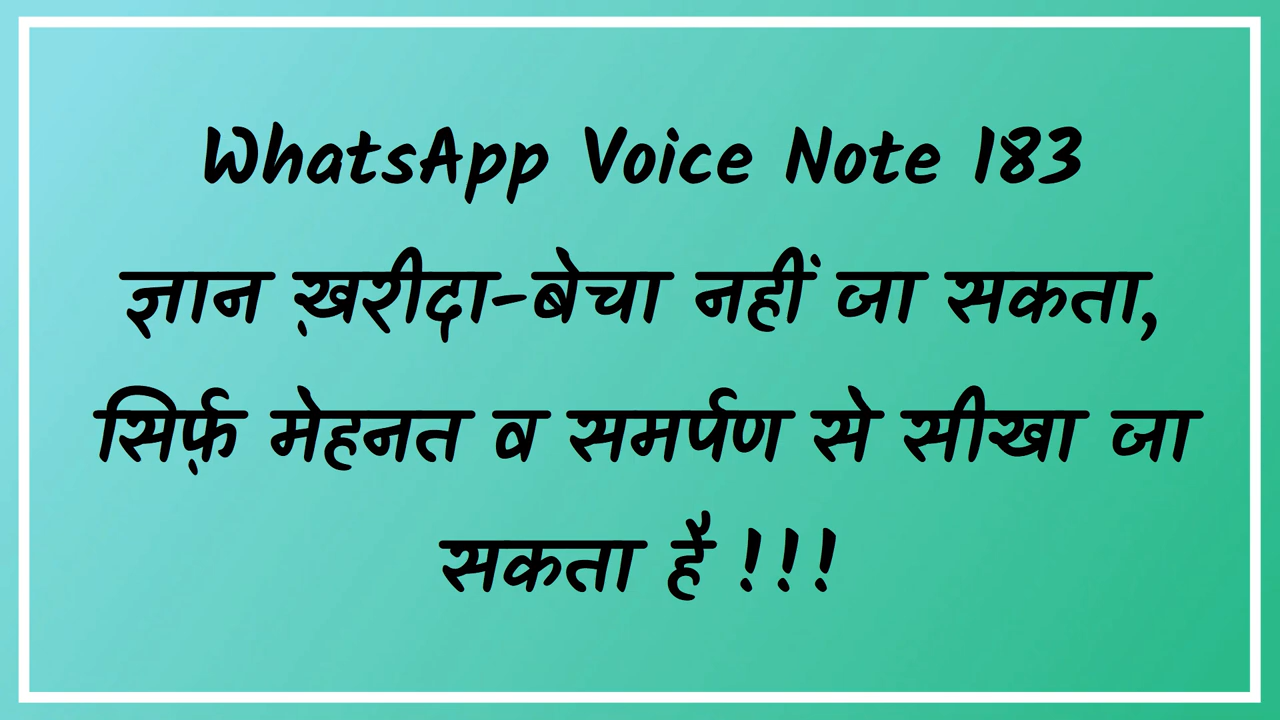 WhatsApp Voice Note 183
ज्ञान ख़रीदा-बेचा नहीं जा सकता,
सिर्फ़ मेहनत व समर्पण से सीखा जा
सकता है !!!